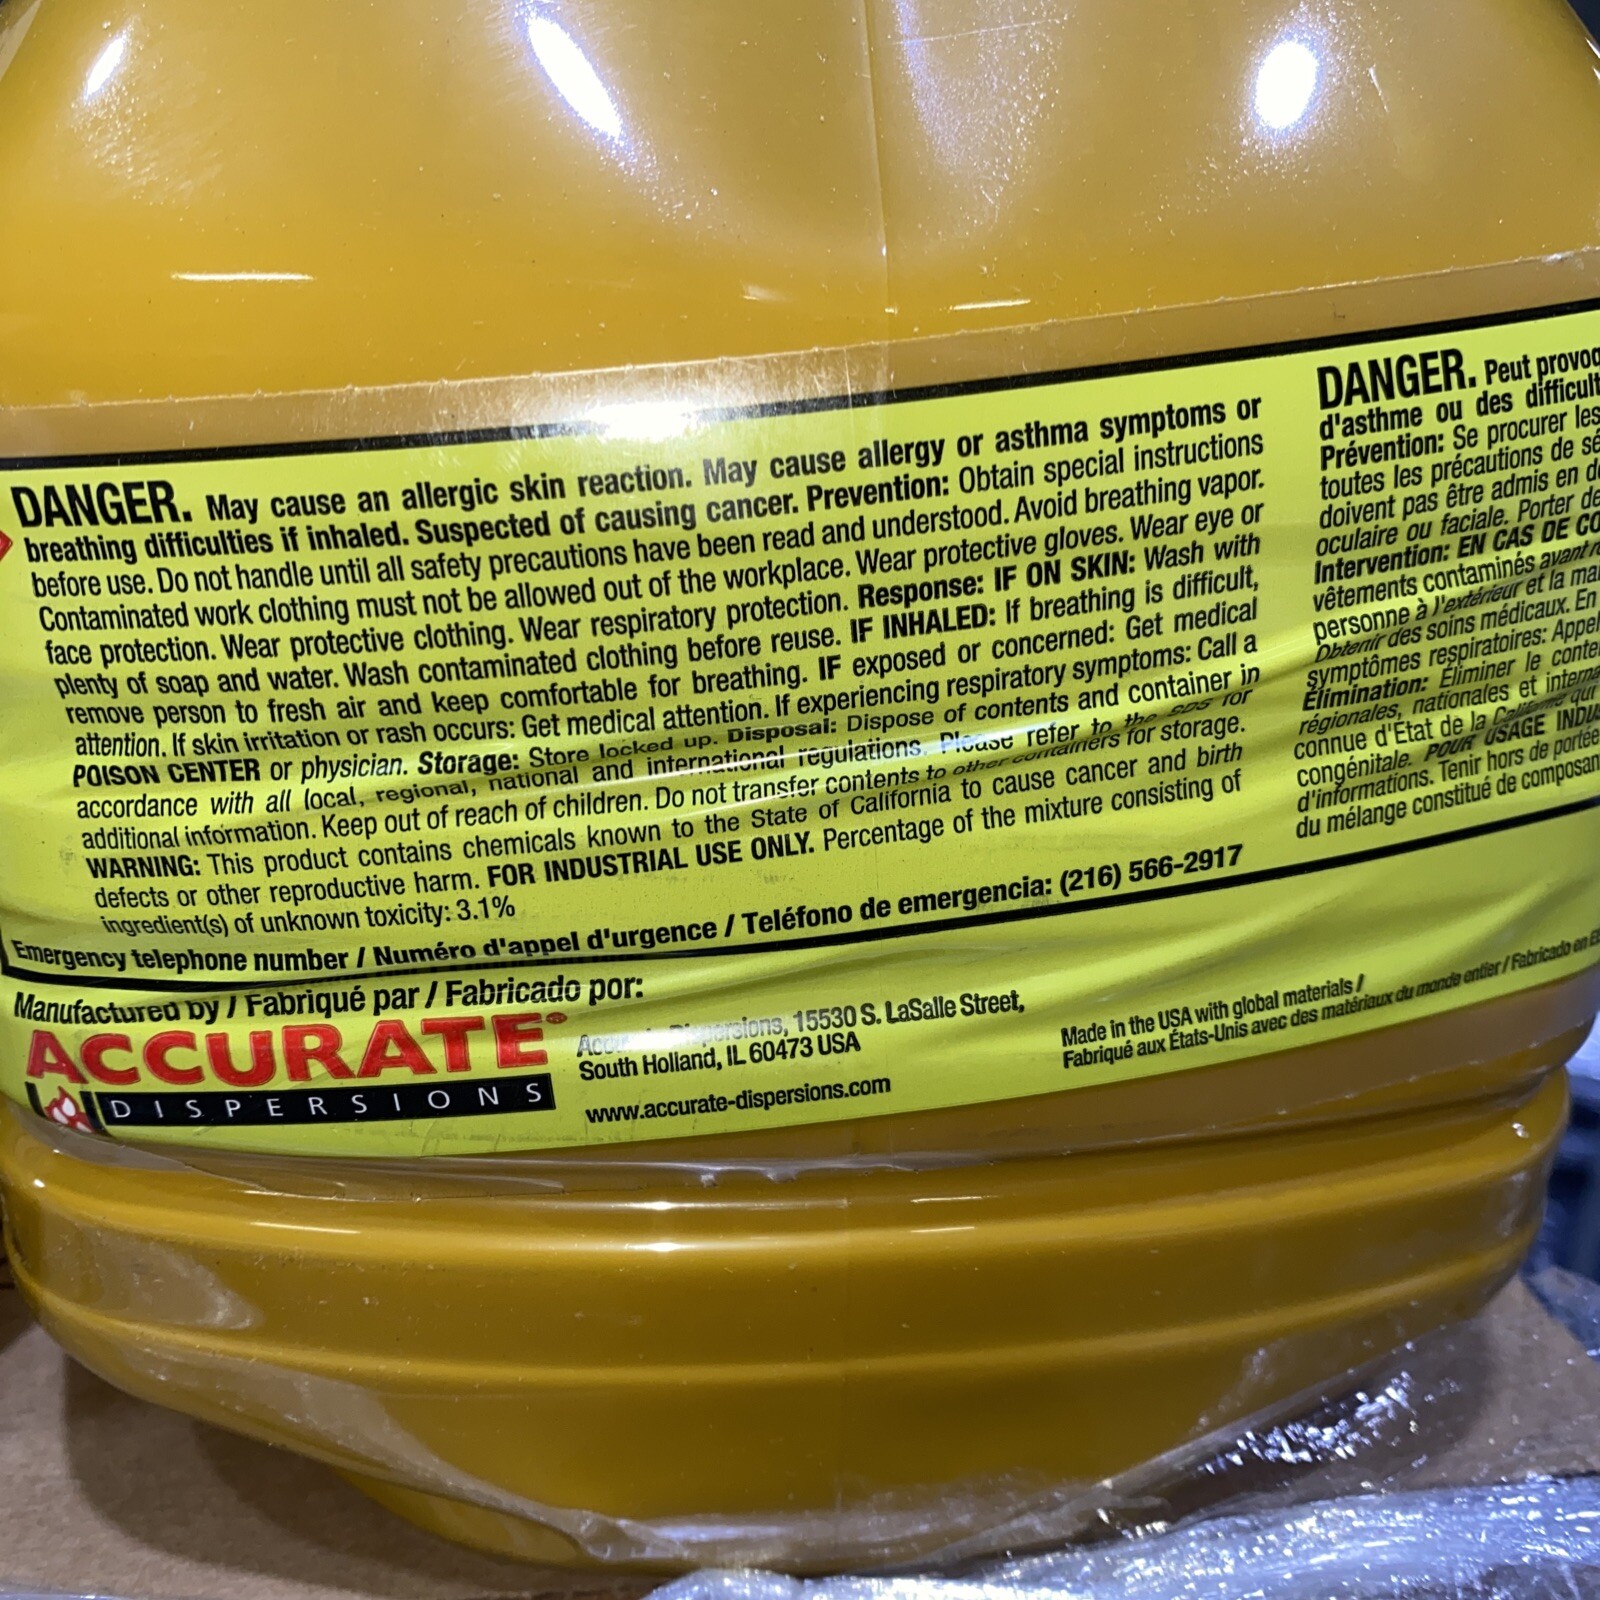 DANGER. May cause an allergic skin reaction. May cause allergy or asthma symptoms or
breathing difficulties if inhaled. Suspected of causing cancer. Prevention: Obtain special instructions
before use. Do not handle until all safety precautions have been read and understood. Avoid breathing vapor.
Contaminated work clothing must not be allowed out of the workplace. Wear protective gloves. Wear eye or
face protection. Wear protective clothing. Wear respiratory protection. Response: IF ON SKIN: Wash with
plenty of soap and water. Wash contaminated clothing before reuse. IF INHALED: If breathing is difficult,
remove person to fresh air and keep comfortable for breathing. IF exposed or concerned: Get medical
attention. If skin irritation or rash occurs: Get medical attention. If experiencing respiratory symptoms: Call a
POISON CENTER or physician. Storage: Store locked up. Disposal: Dispose of contents and container in
accordance with all local, regional, national and international regulations. Please refer to the SDS for
additional information. Keep out of reach of children. Do not transfer contents to other containers for storage.
WARNING: This product contains chemicals known to the State of California to cause cancer and birth
defects or other reproductive harm. FOR INDUSTRIAL USE ONLY. Percentage of the mixture consisting of
ingredient(s) of unknown toxicity: 3.1%
DANGER. Peut provoq
d'asthme ou des difficult
Prévention: Se procurer les
toutes les précautions de sé
doivent pas être admis en d
oculaire ou faciale. Porter de
Intervention: EN CAS DE CO
vêtements contaminés avant r
personne à l'extérieur et la mai
Obtenir des soins médicaux. En
symptômes respiratoires: Appel
Élimination: Éliminer le conte
régionales, nationales et interna
connue d'État de la Californie qui
congénitale. POUR USAGE INDU
d'informations. Tenir hors de portée
du mélange constitué de composan
Emergency telephone number / Numéro d'appel d'urgence / Teléfono de emergencia: (216) 566-2917
Manufactured by / Fabriqué par / Fabricado por:
ACCURATE®
DISPERSIONS
Accurate Dispersions, 15530 S. LaSalle Street,
South Holland, IL 60473 USA
www.accurate-dispersions.com
Made in the USA with global materials /
Fabriqué aux États-Unis avec des matériaux du monde entier / Fabricado en